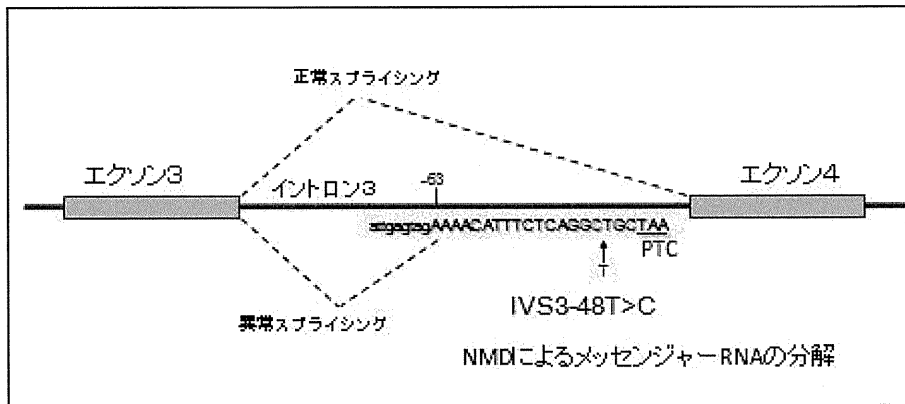 正常スプライシング
エクソン3
イントロン3
-63
エクソン4
AAAACATTTCTCAGGCTGCTAA
PTC
T
異常スプライシング
IVS3-48T>C
NMDによるメッセンジャーRNAの分解